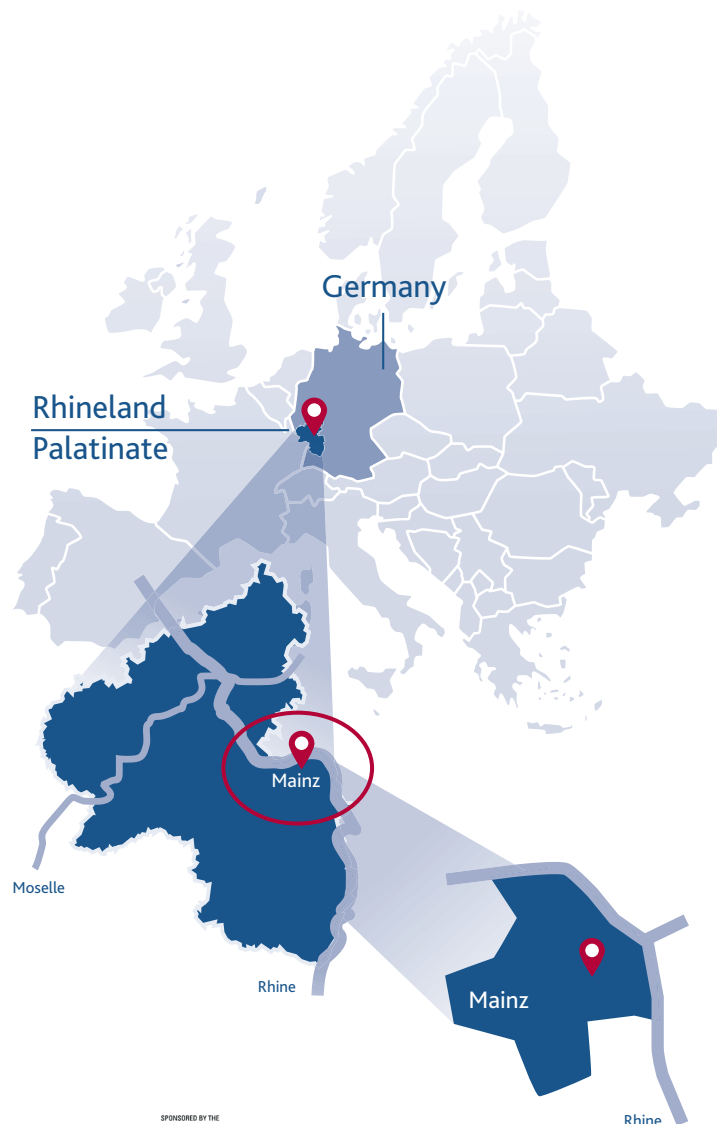 Germany
Rhineland
Palatinate
Mainz
Moselle
Rhine
Mainz
SPONSORED BY THE
Rhine